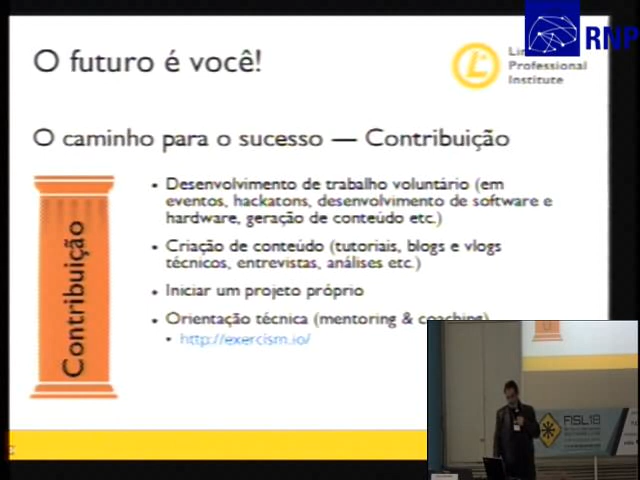 O futuro é você!
Professional
Institute
RNP
O caminho para o sucesso — Contribuição
Contribuição
• Desenvolvimento de trabalho voluntário (em
eventos, hackatons, desenvolvimento de software e
hardware, geração de conteúdo etc.)
• Criação de conteúdo (tutoriais, blogs e vlogs
técnicos, entrevistas, análises etc.)
• Iniciar um projeto próprio
• Orientação técnica (mentoring & coaching)
• http://exercism.io/
FISL18